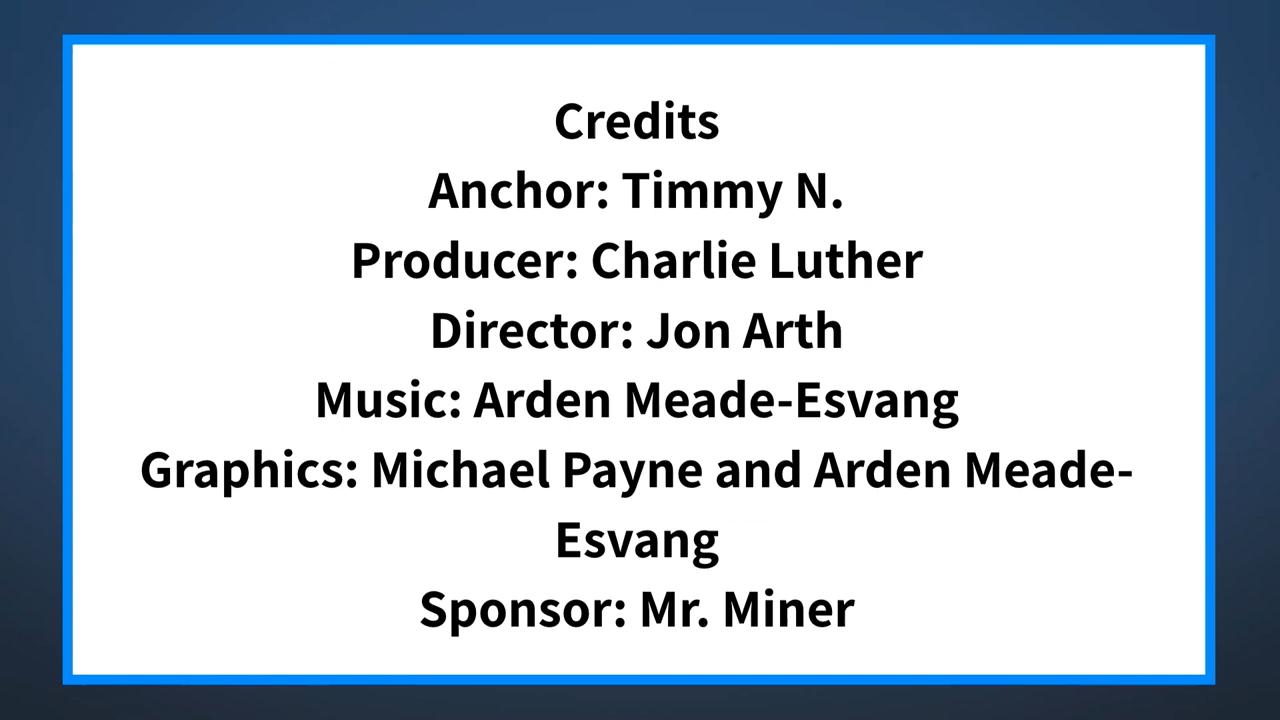 Credits
Anchor: Timmy N.
Producer: Charlie Luther
Director: Jon Arth
Music: Arden Meade-Esvang
Graphics: Michael Payne and Arden Meade-
Esvang
Sponsor: Mr. Miner